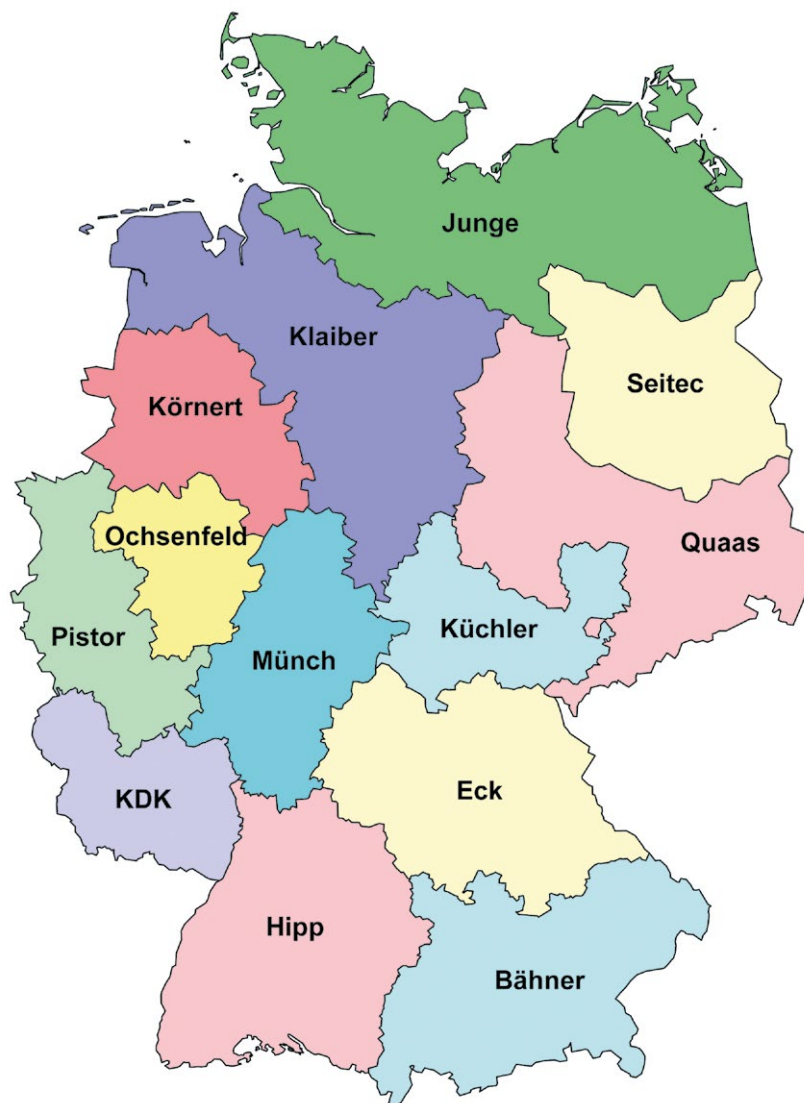 Junge
Klaiber
Seitec
Körnert
Ochsenfeld
Quaas
Pistor
Küchler
Münch
KDK
Eck
Hipp
Bähner